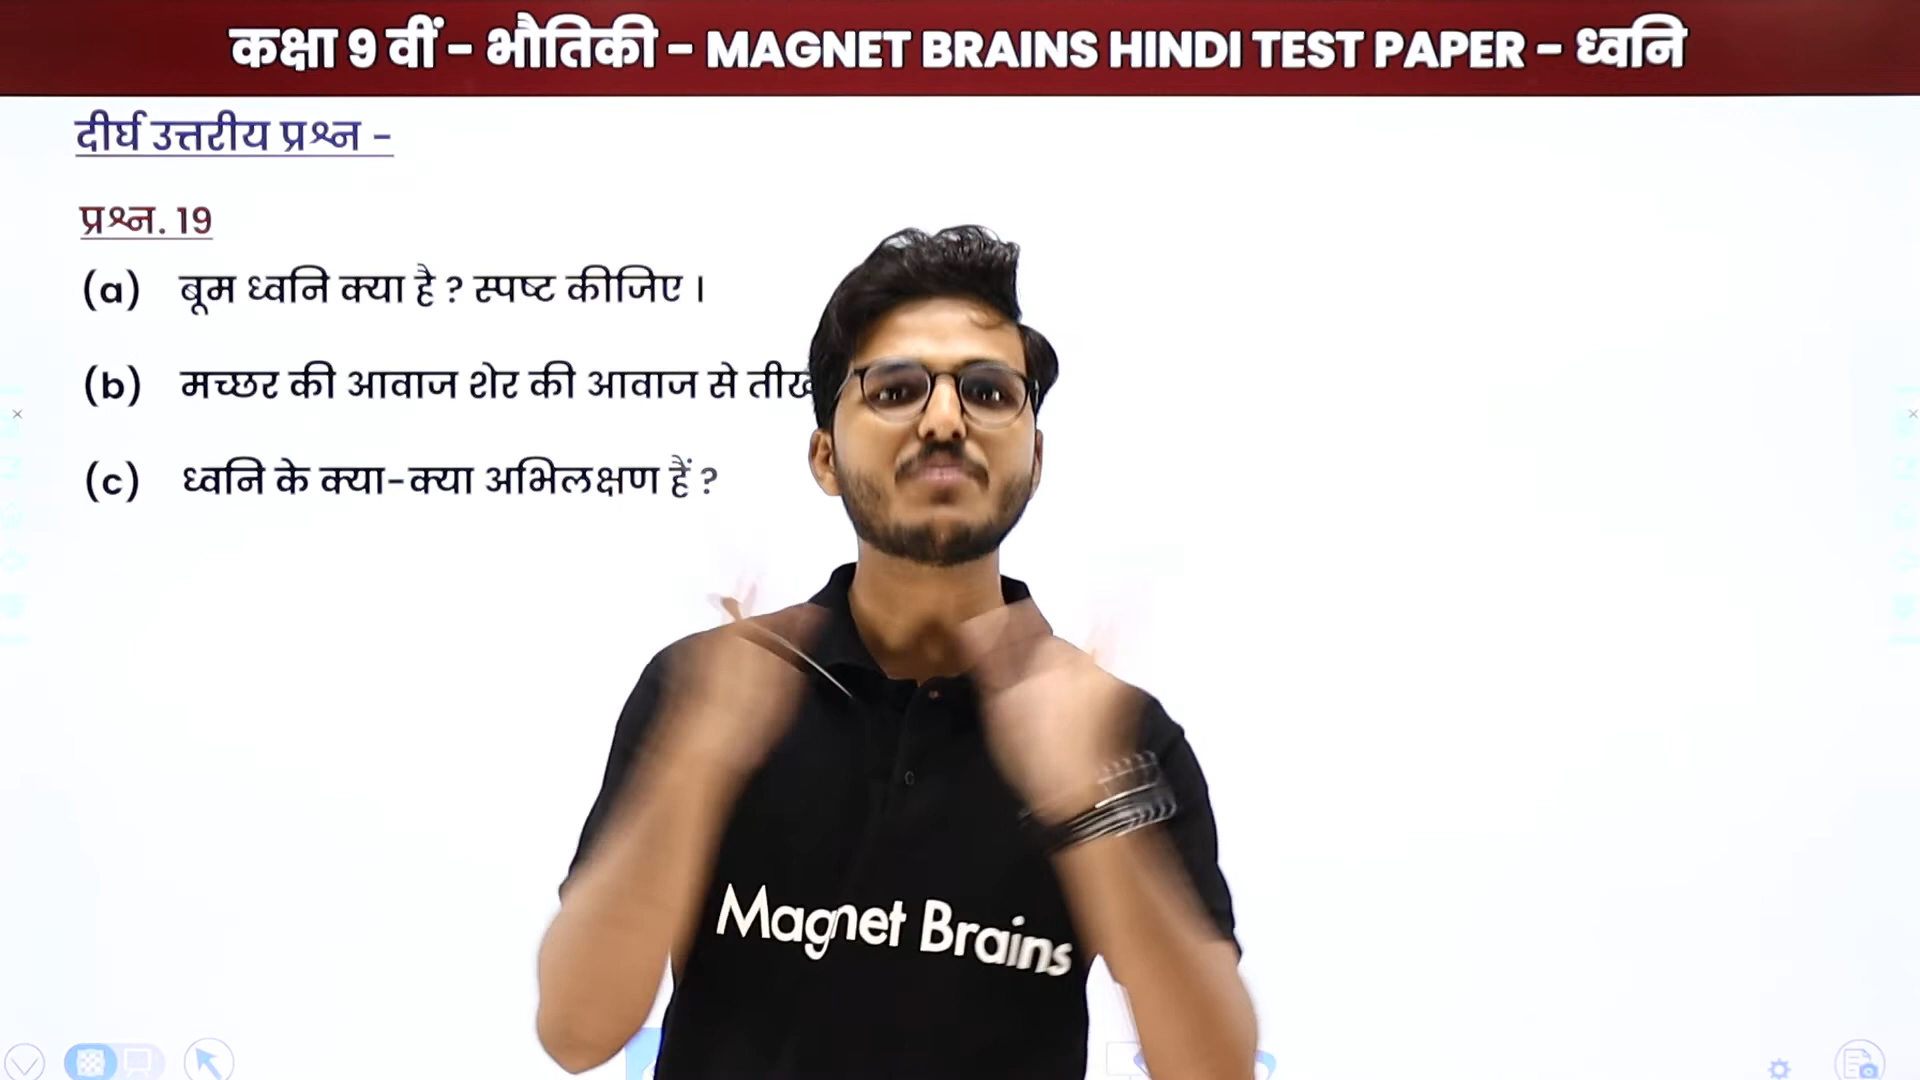 कक्षा 9 वीं - भौतिकी - MAGNET BRAINS HINDI TEST PAPER - ध्वनि
दीर्घ उत्तरीय प्रश्न -
प्रश्न. 19
(a) बूम ध्वनि क्या है ? स्पष्ट कीजिए ।
(b) मच्छर की आवाज शेर की आवाज से
(c) ध्वनि के क्या-क्या अभिलक्षण हैं ?
Magnet Brains